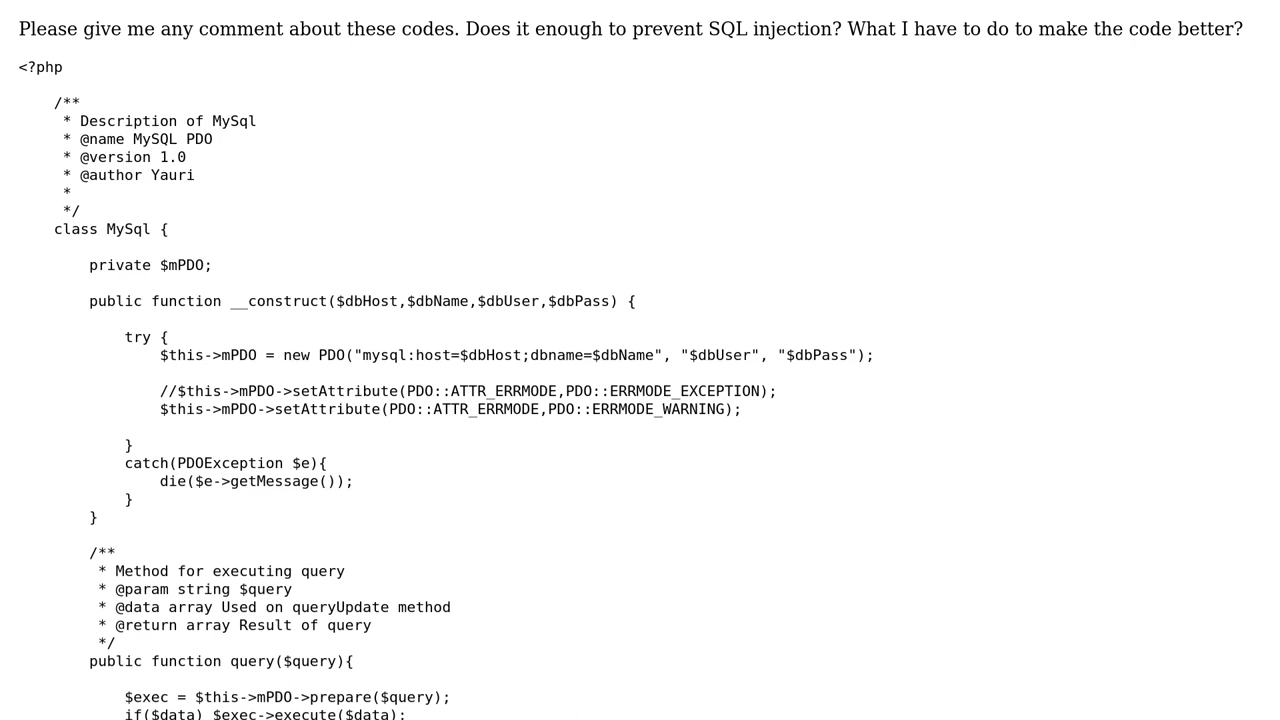 Please give me any comment about these codes. Does it enough to prevent SQL injection? What I have to do to make the code better?
<?php
/**
* Description of MySql
* @name MySQL PDO
* @version 1.0
* @author Yauri
*
*/
class MySql {
private $mPDO;
public function __construct($dbHost,$dbName,$dbUser,$dbPass) {
try {
$this->mPDO = new PDO("mysql:host=$dbHost;dbname=$dbName", "$dbUser", "$dbPass");
//$this->mPDO->setAttribute(PDO::ATTR_ERRMODE,PDO::ERRMODE_EXCEPTION);
$this->mPDO->setAttribute(PDO::ATTR_ERRMODE,PDO::ERRMODE_WARNING);
}
catch(PDOException $e){
die($e->getMessage());
}
}
/**
* Method for executing query
* @param string $query
* @data array Used on queryUpdate method
* @return array Result of query
*/
public function query($query){
$exec = $this->mPDO->prepare($query);
if($data) $exec->execute($data);